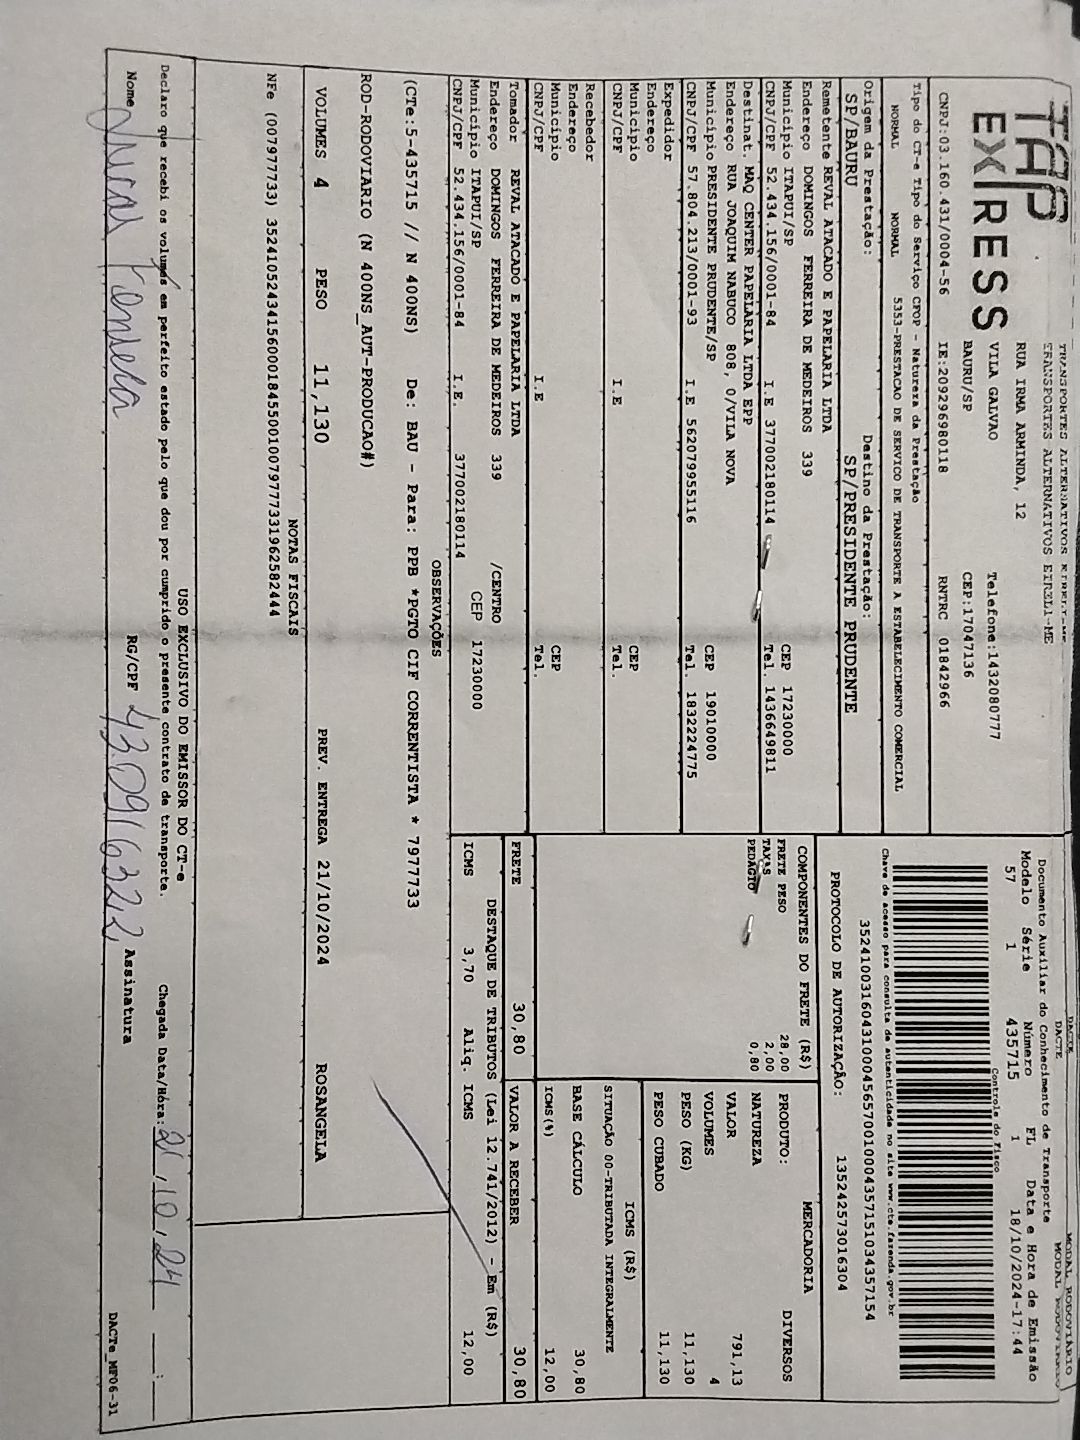 TRANSPORTES ALTERNATIVOS EIRELI-ME
TRANSPORTES ALTERNATIVOS EIRELI-ME
TAP
EXPRESS
RUA IRMA ARMINDA, 12
VILA GALVAO Telefone:1432080777
BAURU/SP CEP:17047136
CNPJ:03.160.431/0004-56 IE:209296980118 RNTRC 01842966
DACTE
DACTE
MODAL RODOVIÁRIO
MODAL RODOVIÁRIO
Documento Auxiliar do Conhecimento de Transporte
Modelo Série Número FL Data e Hora de Emissão
57 1 435715 1 18/10/2024-17:44
Controle do Fisco
Chave de acesso para consulta de autenticidade no site www.cte.fazenda.gov.br
35241003160431000456570010004357151034357154
PROTOCOLO DE AUTORIZAÇÃO: 135242573016304
Tipo do CT-e Tipo do Serviço CFOP - Natureza da Prestação
NORMAL NORMAL 5353-PRESTACAO DE SERVICO DE TRANSPORTE A ESTABELECIMENTO COMERCIAL
Origem da Prestação: Destino da Prestação:
SP/BAURU SP/PRESIDENTE PRUDENTE
Remetente REVAL ATACADO E PAPELARIA LTDA
Endereço DOMINGOS FERREIRA DE MEDEIROS 339
Município ITAPUI/SP CEP 17230000
CNPJ/CPF 52.434.156/0001-84 I.E 377002180114 Tel. 1436649811
Destinat. MAQ CENTER PAPELARIA LTDA EPP
Endereço RUA JOAQUIM NABUCO 808, 0/VILA NOVA
Município PRESIDENTE PRUDENTE/SP CEP 19010000
CNPJ/CPF 57.804.213/0001-93 I.E 562079955116 Tel. 1832224775
Expedidor
Endereço
Município CEP
CNPJ/CPF I.E Tel.
Recebedor
Endereço
Município CEP
CNPJ/CPF I.E Tel.
Tomador REVAL ATACADO E PAPELARIA LTDA
Endereço DOMINGOS FERREIRA DE MEDEIROS 339 /CENTRO
Município ITAPUI/SP CEP 17230000
CNPJ/CPF 52.434.156/0001-84 I.E. 377002180114
COMPONENTES DO FRETE (R$)
FRETE PESO 28,00
TAXAS 2,00
PEDAGIO 0,80
MERCADORIA
PRODUTO: DIVERSOS
NATUREZA
VALOR 791,13
VOLUMES 4
PESO (KG) 11,130
PESO CUBADO 11,130
ICMS (R$)
SITUAÇÃO 00-TRIBUTADA INTEGRALMENTE
BASE CÁLCULO 30,80
ICMS(%) 12,00
FRETE 30,80 VALOR A RECEBER 30,80
DESTAQUE DE TRIBUTOS (Lei 12.741/2012) - Em (R$)
ICMS 3,70 Aliq. ICMS 12,00
OBSERVAÇÕES
(CTe:5-435715 // N 400NS) De: BAU - Para: PPB *PGTO CIF CORRENTISTA * 7977733
ROD-RODOVIARIO (N 400NS_AUT-PRODUCAO#)
VOLUMES 4 PESO 11,130 PREV. ENTREGA 21/10/2024 ROSANGELA
NOTAS FISCAIS
NFe (007977733) 35241052434156000184550010079777331962582444
USO EXCLUSIVO DO EMISSOR DO CT-e
Declaro que recebi os volumes em perfeito estado pelo que dou por cumprido o presente contrato de transporte. Chegada Data/Hora: 21,10,24 __:__
Nome RG/CPF Assinatura
DACTe_MP06-31